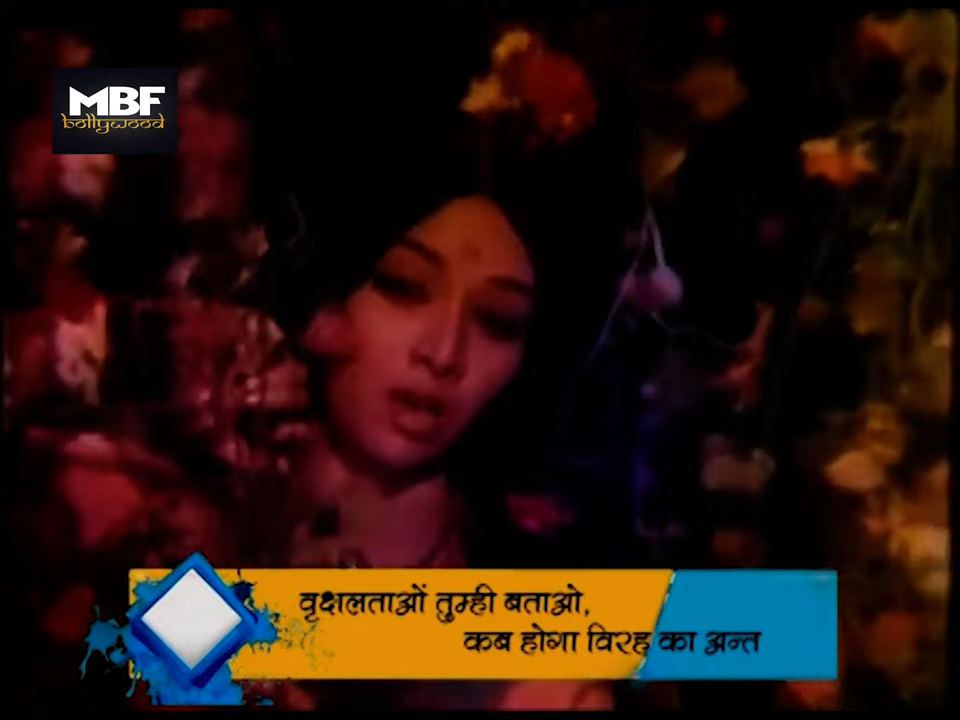 MBF
bollywood
वृक्षलताओं तुम्ही बताओ,
कब होगा विरह का अन्त